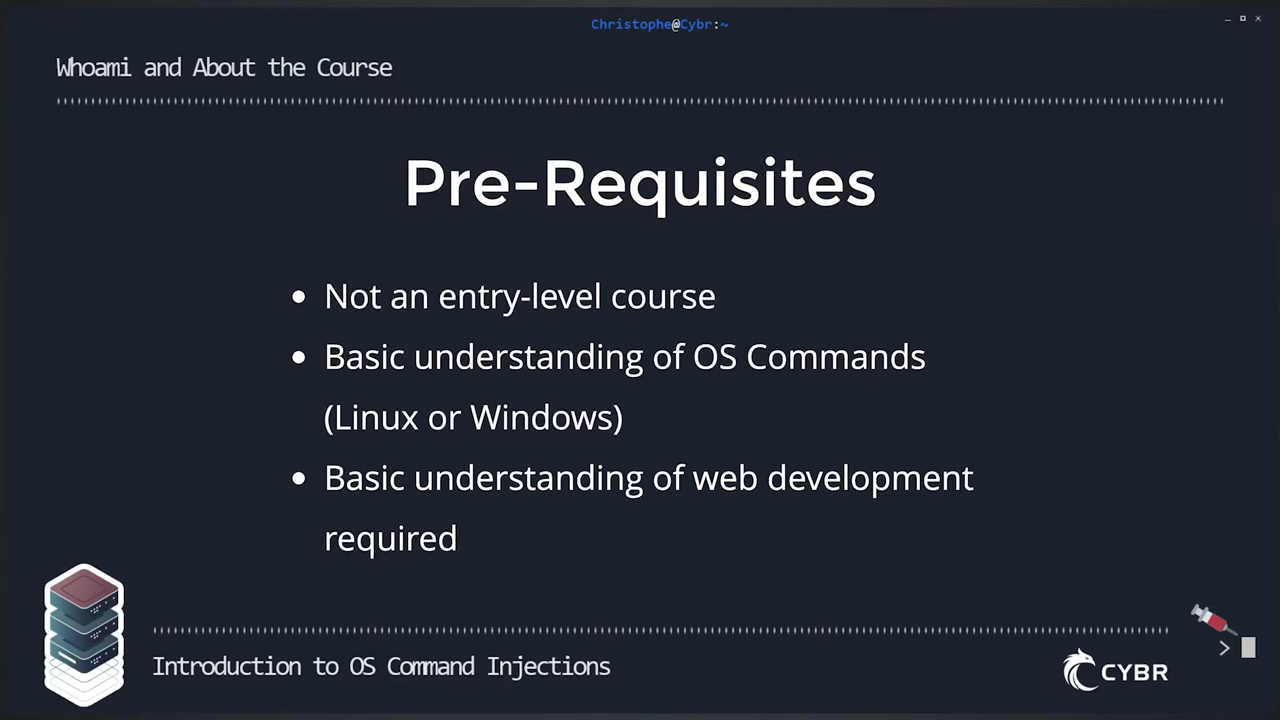 Christophe@Cybr:~
Whoami and About the Course
Pre-Requisites
• Not an entry-level course
• Basic understanding of OS Commands
(Linux or Windows)
• Basic understanding of web development
required
Introduction to OS Command Injections
>
CYBR